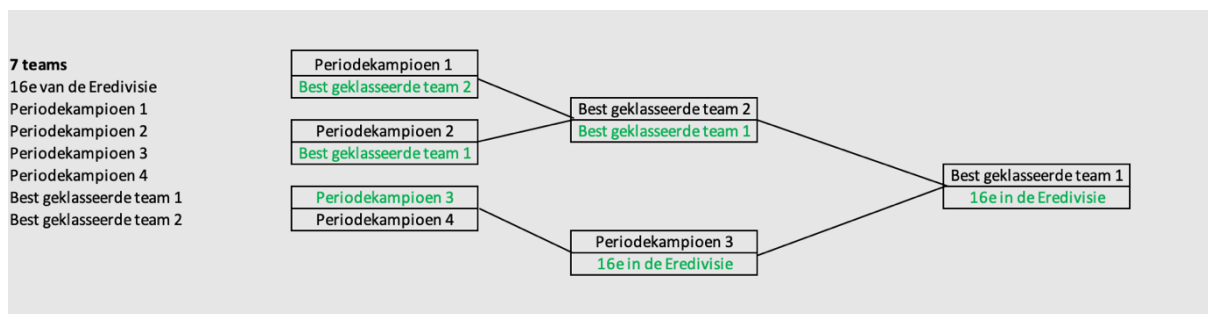 7 teams
16e van de Eredivisie
Periodekampioen 1
Periodekampioen 2
Periodekampioen 3
Periodekampioen 4
Best geklasseerde team 1
Best geklasseerde team 2
Periodekampioen 1
Best geklasseerde team 2
Periodekampioen 2
Best geklasseerde team 1
Periodekampioen 3
Periodekampioen 4
Best geklasseerde team 2
Best geklasseerde team 1
Periodekampioen 3
16e in de Eredivisie
Best geklasseerde team 1
16e in de Eredivisie